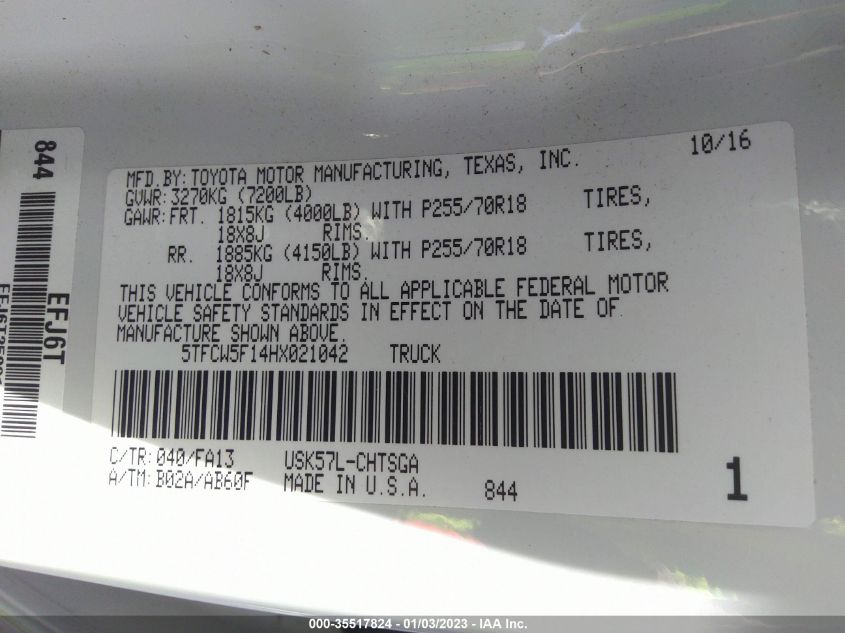 844
EFJ6T
MFD.BY: TOYOTA MOTOR MANUFACTURING, TEXAS, INC. 10/16
GVWR: 3270KG (7200LB)
GAWR: FRT. 1815KG (4000LB) WITH P255/70R18 TIRES,
18X8J RIMS.
RR. 1885KG (4150LB) WITH P255/70R18 TIRES,
18X8J RIMS.
THIS VEHICLE CONFORMS TO ALL APPLICABLE FEDERAL MOTOR
VEHICLE SAFETY STANDARDS IN EFFECT ON THE DATE OF
MANUFACTURE SHOWN ABOVE.
5TFCW5F14HX021042 TRUCK
C/TR: 040/FA13 USK57L-CHTSGA
A/TM: B02A/AB60F MADE IN U.S.A. 844 1
000-35517824 - 01/03/2023 - IAA Inc.